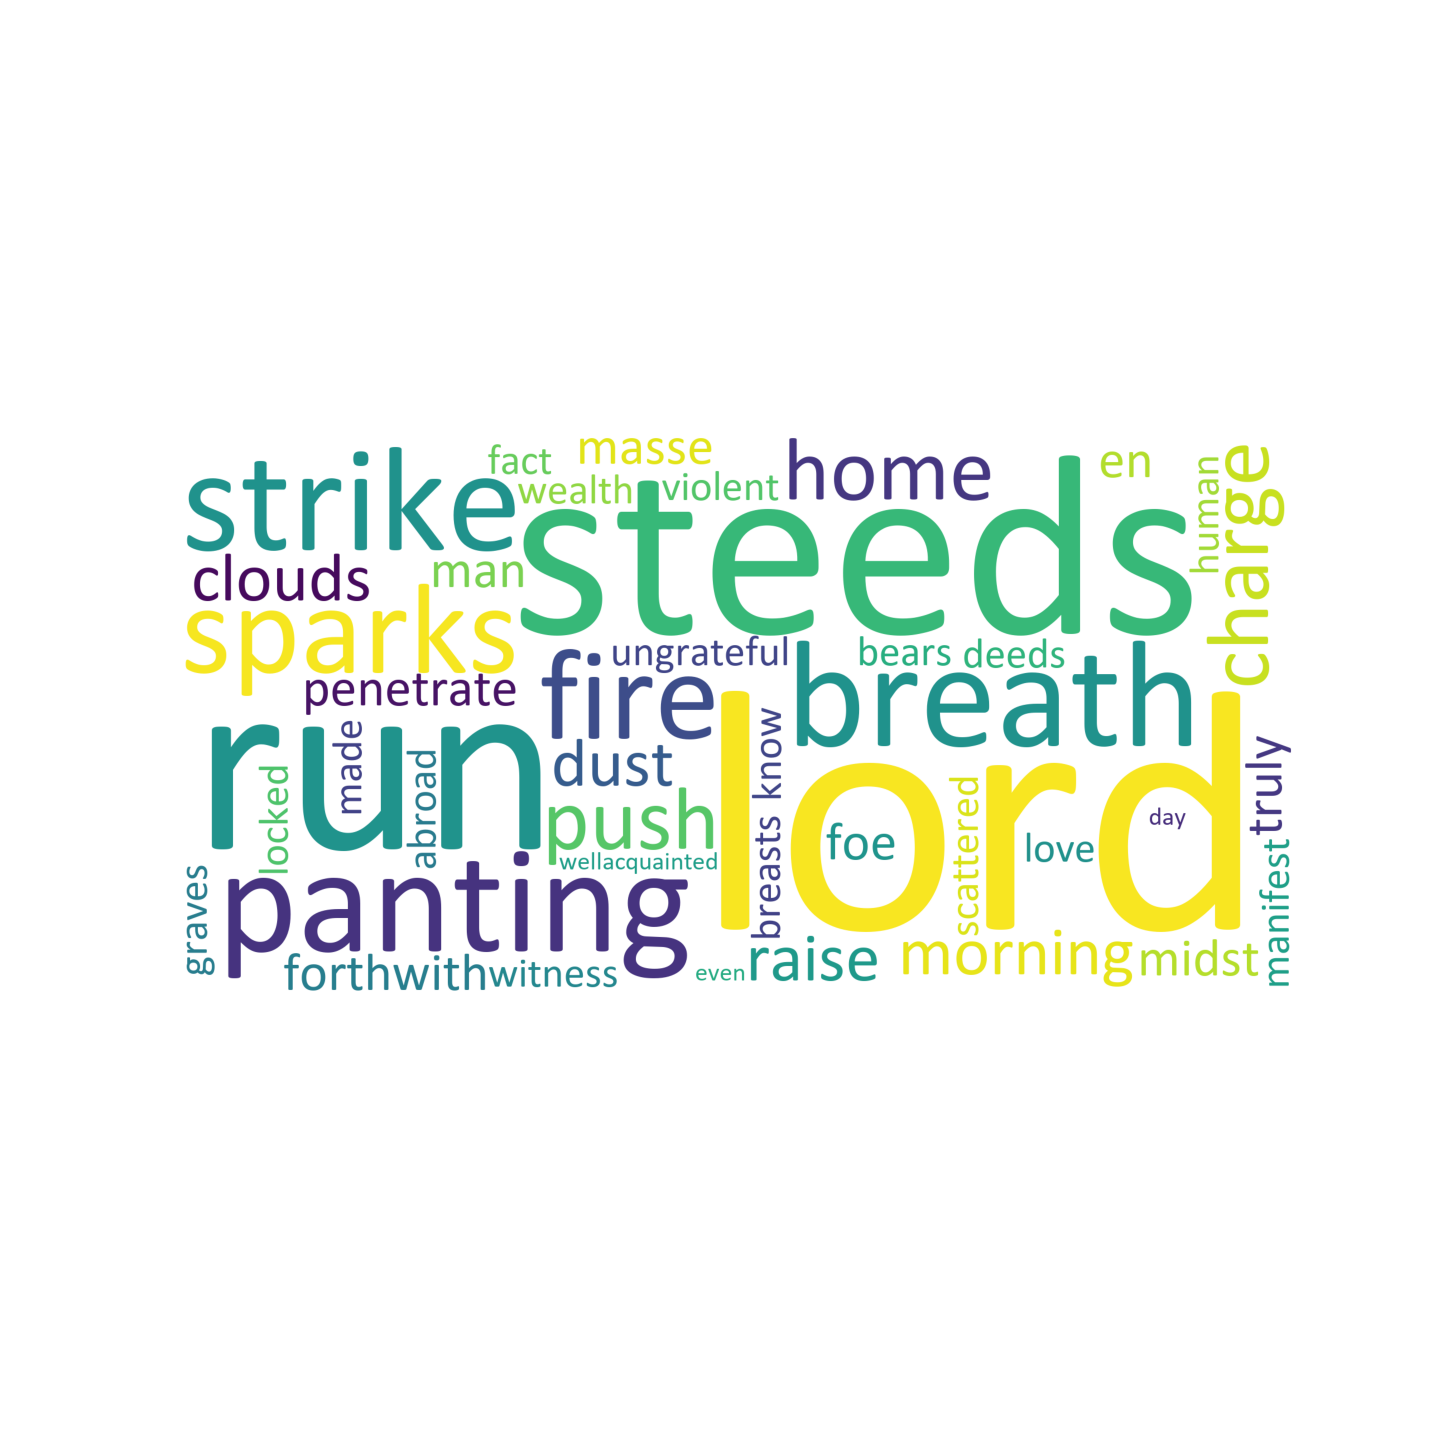 fact
masse
home
en
strike
wealth
violent
steeds
human
charge
clouds
man
sparks
ungrateful
bears
deeds
penetrate
fire
breath
run
made
abroad
locked
dust
lord
know
truly
push
breasts
foe
scattered
love
day
wellacquainted
graves
panting
manifest
forthwith
witness
even
raise
morning
midst